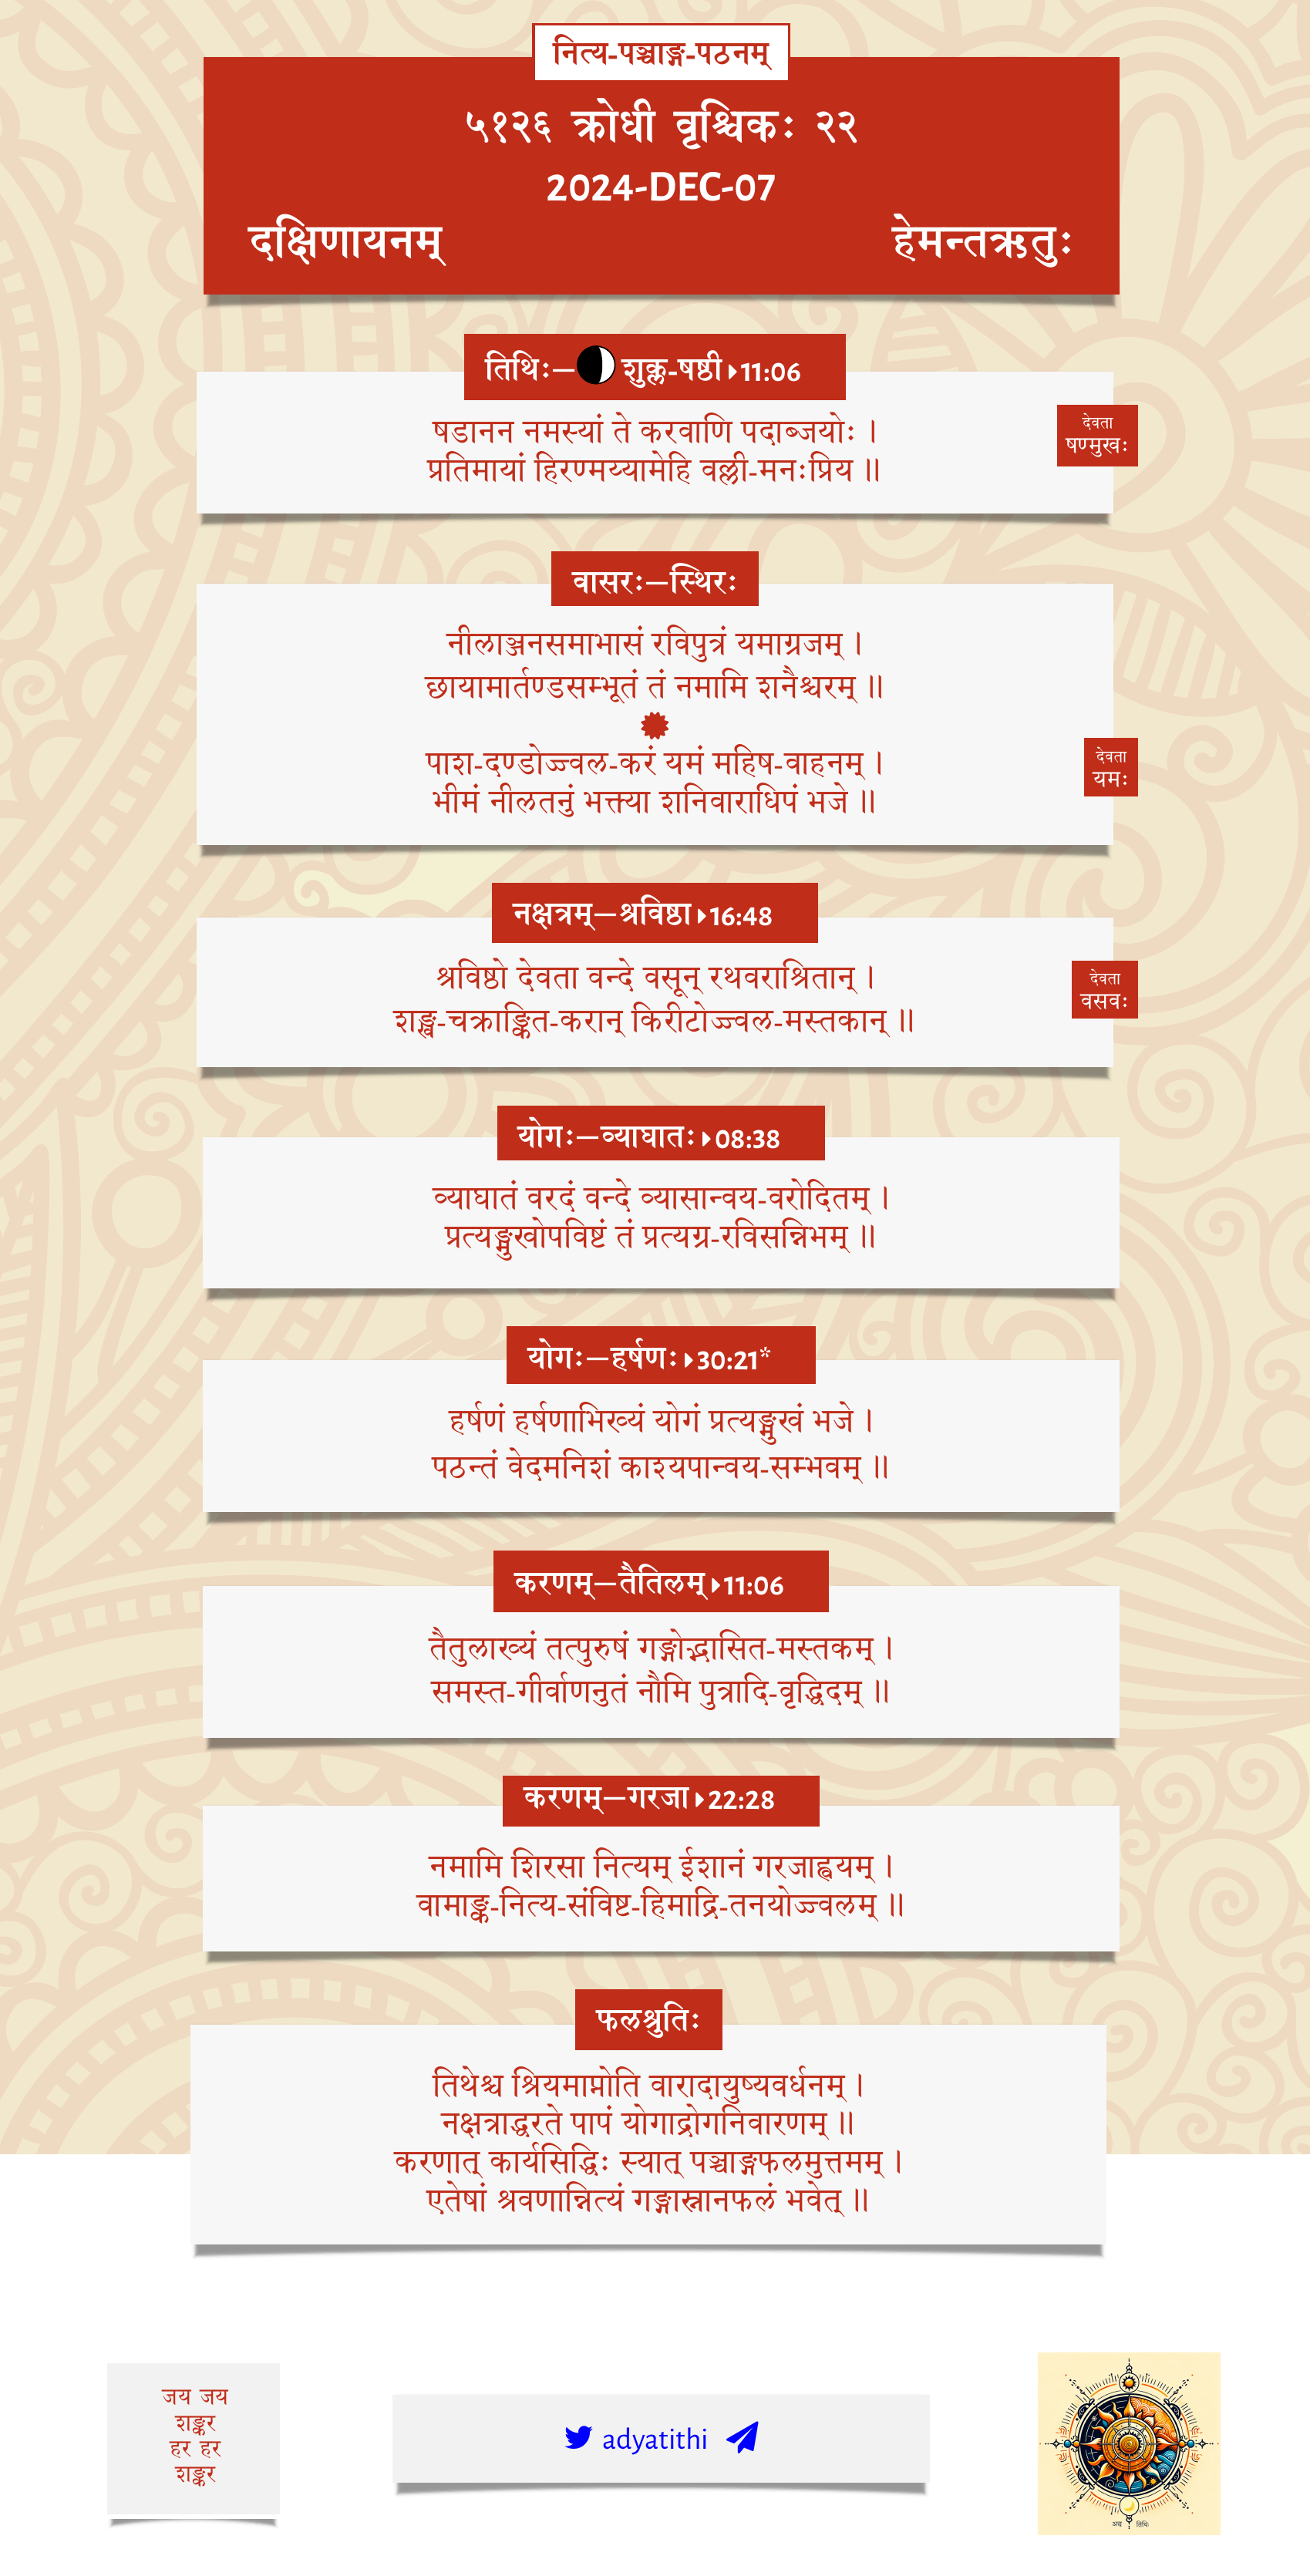 नित्य-पञ्चाङ्ग-पठनम्
५१२६ क्रोधी वृश्चिकः २२
2024-DEC-07
दक्षिणायनम् हेमन्तऋतुः
तिथिः—शुक्ल-षष्ठी 11:06
षडानन नमस्यां ते करवाणि पदाब्जयोः ।
प्रतिमायां हिरण्मय्यामेहि वल्ली-मनःप्रिय ॥
देवता
षण्मुखः
वासरः—स्थिरः
नीलाञ्जनसमाभासं रविपुत्रं यमाग्रजम् ।
छायामार्तण्डसम्भूतं तं नमामि शनैश्चरम् ॥
पाश-दण्डोज्ज्वल-करं यमं महिष-वाहनम् ।
भीमं नीलतनुं भक्त्या शनिवाराधिपं भजे ॥
देवता
यमः
नक्षत्रम्—श्रविष्ठा 16:48
श्रविष्ठो देवता वन्दे वसून् रथवराश्रितान् ।
शङ्ख-चक्राङ्कित-करान् किरीटोज्ज्वल-मस्तकान् ॥
देवता
वसवः
योगः—व्याघातः 08:38
व्याघातं वरदं वन्दे व्यासान्वय-वरोदितम् ।
प्रत्यङ्मुखोपविष्टं तं प्रत्यग्र-रविसन्निभम् ॥
योगः—हर्षणः 30:21*
हर्षणं हर्षणाभिख्यं योगं प्रत्यङ्मुखं भजे ।
पठन्तं वेदमनिशं काश्यपान्वय-सम्भवम् ॥
करणम्—तैतिलम् 11:06
तैतुलाख्यं तत्पुरुषं गङ्गोद्भासित-मस्तकम् ।
समस्त-गीर्वाणनुतं नौमि पुत्रादि-वृद्धिदम् ॥
करणम्—गरजा 22:28
नमामि शिरसा नित्यम् ईशानं गरजाह्वयम् ।
वामाङ्क-नित्य-संविष्ट-हिमाद्रि-तनयोज्ज्वलम् ॥
फलश्रुतिः
तिथेश्च श्रियमाप्नोति वारादायुष्यवर्धनम् ।
नक्षत्राद्धरते पापं योगाद्रोगनिवारणम् ॥
करणात् कार्यसिद्धिः स्यात् पञ्चाङ्गफलमुत्तमम् ।
एतेषां श्रवणान्नित्यं गङ्गास्नानफलं भवेत् ॥
जय जय
शङ्कर
हर हर
शङ्कर
adyatithi
अद्य तिथिः